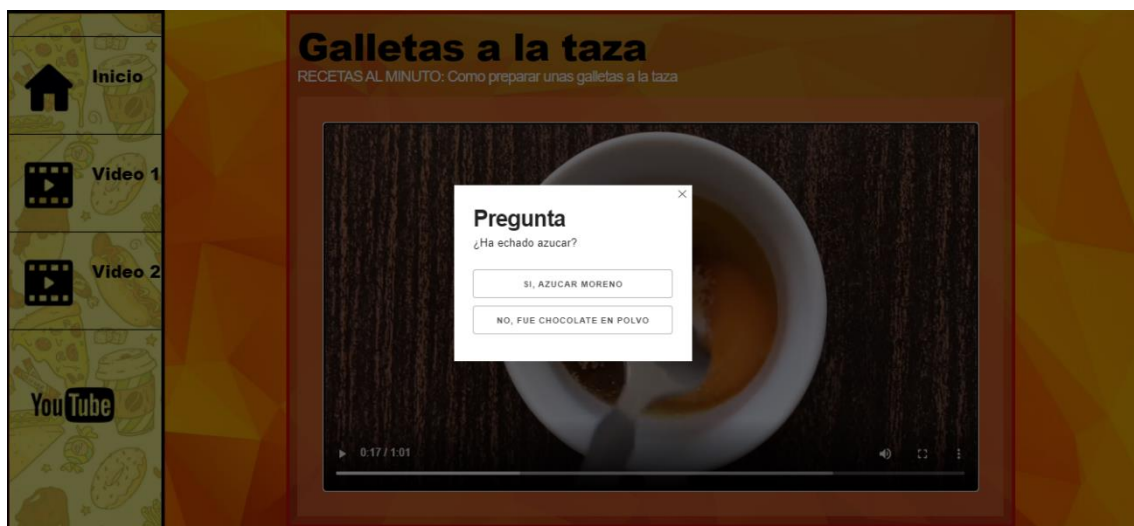 Inicio
Video 1
Video 2
YouTube
Galletas a la taza
RECETAS AL MINUTO: Como preparar unas galletas a la taza
Pregunta
¿Ha echado azucar?
SI, AZUCAR MORENO
NO, FUE CHOCOLATE EN POLVO
0:17 / 1:01